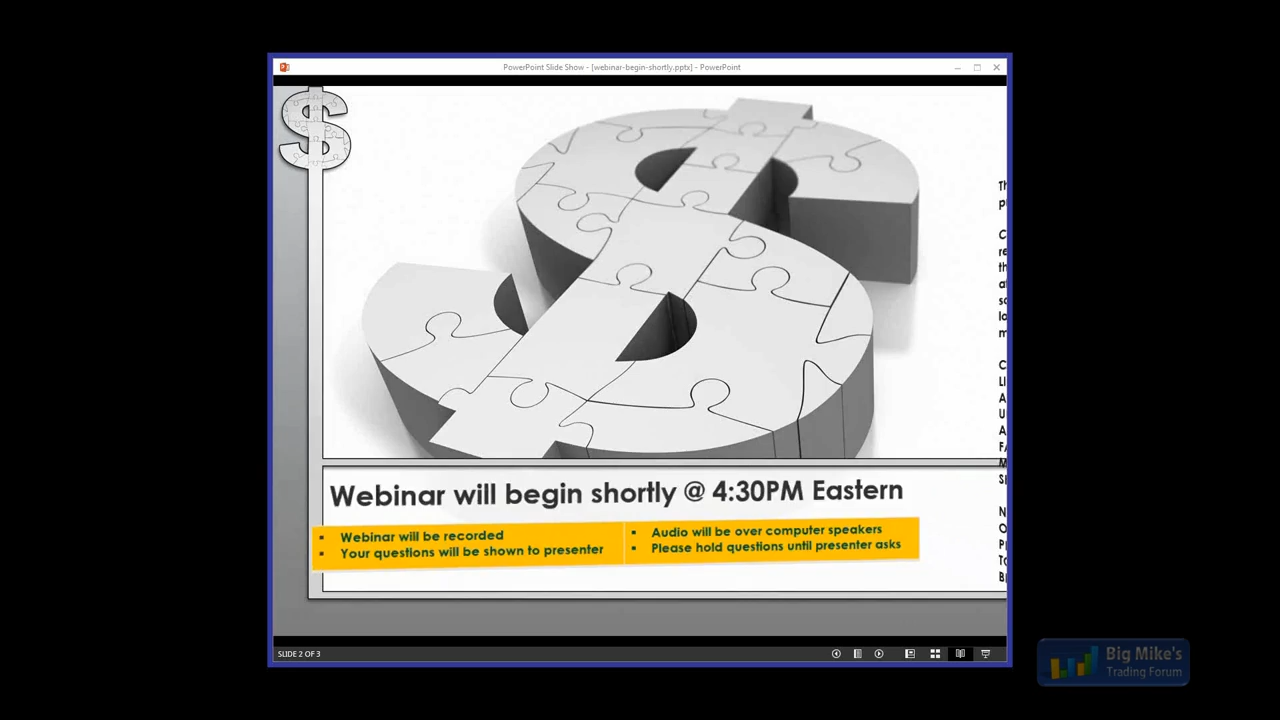 PowerPoint Slide Show - [webinar-begin-shortly.pptx] - PowerPoint
Webinar will begin shortly @ 4:30PM Eastern
▪ Webinar will be recorded
▪ Your questions will be shown to presenter
▪ Audio will be over computer speakers
▪ Please hold questions until presenter asks
SLIDE 2 OF 3
Big Mike's
Trading Forum